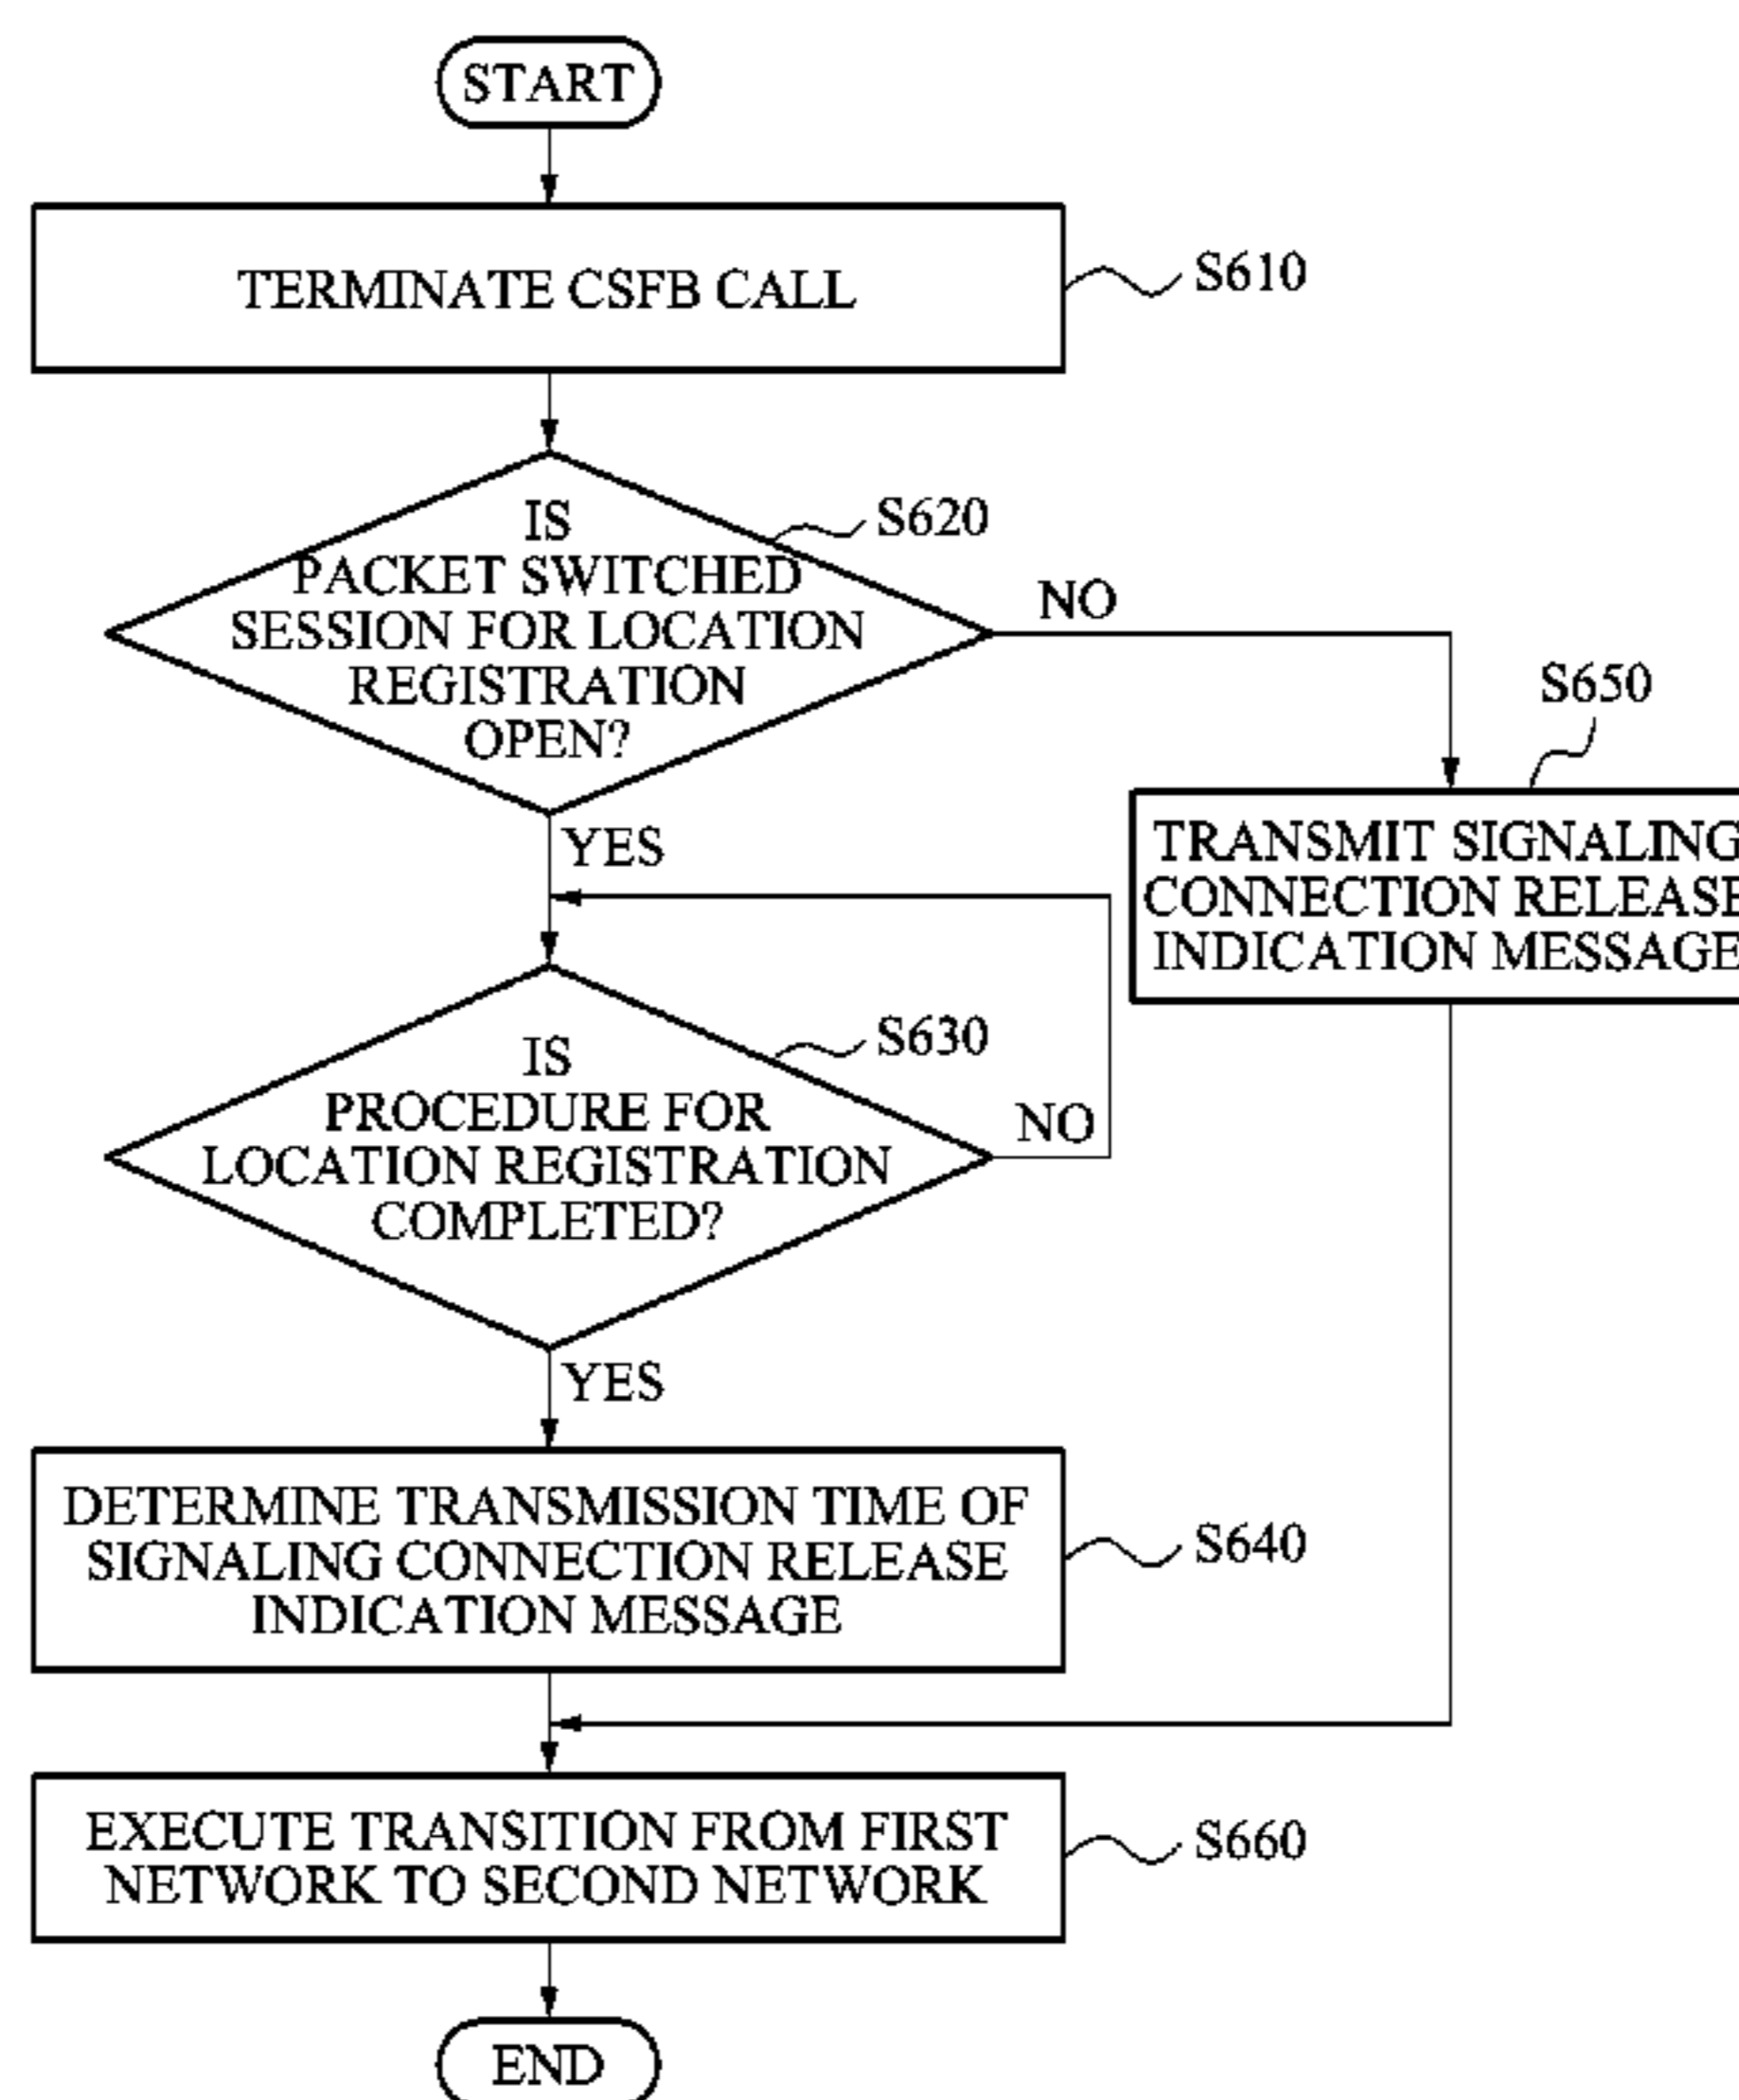 START
TERMINATE CSFB CALL
S610
IS
PACKET SWITCHED
SESSION FOR LOCATION
REGISTRATION
OPEN?
S620
NO
YES
S650
TRANSMIT SIGNALING
CONNECTION RELEASE
INDICATION MESSAGE
IS
PROCEDURE FOR
LOCATION REGISTRATION
COMPLETED?
S630
NO
YES
DETERMINE TRANSMISSION TIME OF
SIGNALING CONNECTION RELEASE
INDICATION MESSAGE
S640
EXECUTE TRANSITION FROM FIRST
NETWORK TO SECOND NETWORK
S660
END